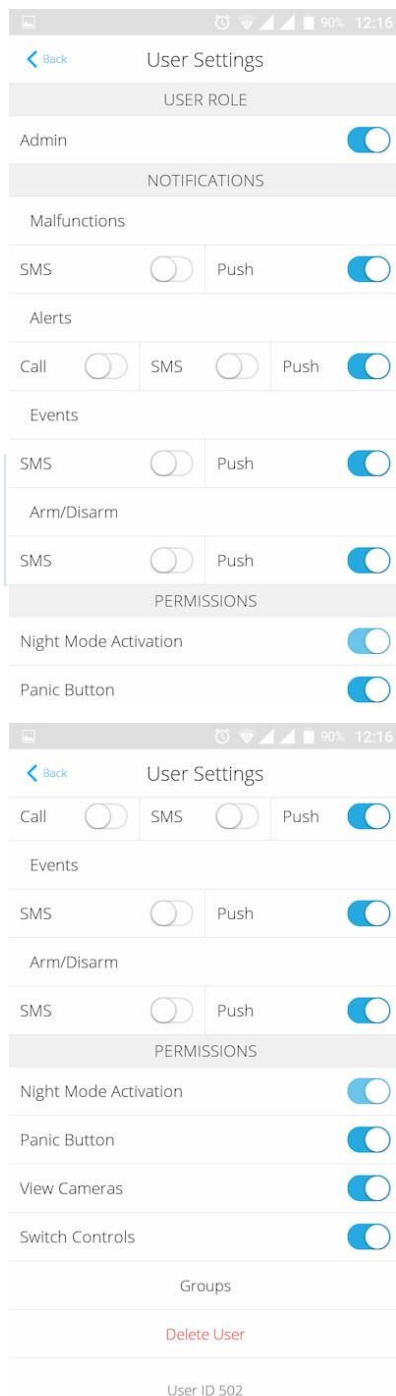 90% 12:16
Back User Settings
USER ROLE
Admin
NOTIFICATIONS
Malfunctions
SMS Push
Alerts
Call SMS Push
Events
SMS Push
Arm/Disarm
SMS Push
PERMISSIONS
Night Mode Activation
Panic Button
90% 12:16
Back User Settings
Call SMS Push
Events
SMS Push
Arm/Disarm
SMS Push
PERMISSIONS
Night Mode Activation
Panic Button
View Cameras
Switch Controls
Groups
Delete User
User ID 502